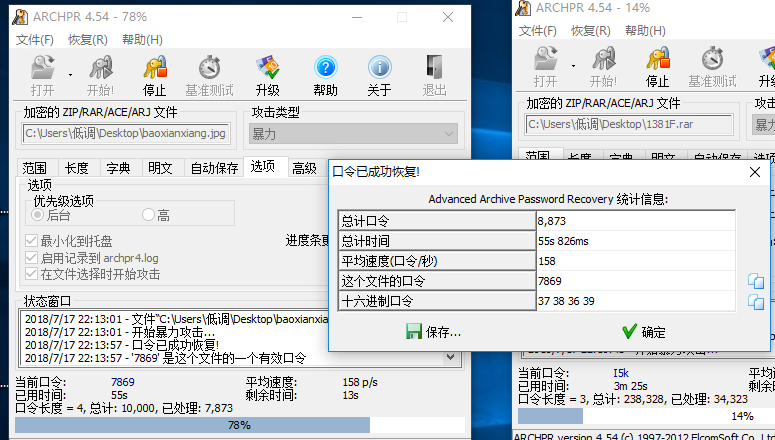 ARCHPR 4.54 - 78%
文件(F) 恢复(R) 帮助(H)
打开 开始! 停止 基准测试 升级 帮助 关于 退出
加密的 ZIP/RAR/ACE/ARJ 文件 攻击类型
C:\Users\低调\Desktop\baoxianxiang.jpg 暴力
范围 长度 字典 明文 自动保存 选项 高级
选项
优先级选项
后台 高
最小化到托盘 进度条更
启用记录到 archpr4.log
在文件选择时开始攻击
状态窗口
2018/7/17 22:13:01 - 文件"C:\Users\低调\Desktop\baoxianxia
2018/7/17 22:13:01 - 开始暴力攻击...
2018/7/17 22:13:57 - 口令已成功恢复!
2018/7/17 22:13:57 - '7869' 是这个文件的一个有效口令
当前口令: 7869 平均速度: 158 p/s
已用时间: 55s 剩余时间: 13s
口令长度 = 4, 总计: 10,000, 已处理: 7,873
78%
ARCHPR 4.54 - 14%
文件(F) 恢复(R) 帮助(H)
打开 开始! 停止 基准测试 升级
加密的 ZIP/RAR/ACE/ARJ 文件 攻击
C:\Users\低调\Desktop\1381F.rar 暴力
范围 长度 字典 明文 自动保存
口令已成功恢复!
Advanced Archive Password Recovery 统计信息:
总计口令 8,873
总计时间 55s 826ms
平均速度(口令/秒) 158
这个文件的口令 7869
十六进制口令 37 38 36 39
保存... 确定
当前口令: l5k 平均速度:
已用时间: 3m 25s 剩余时间:
口令长度 = 3, 总计: 238,328, 已处理: 34,323
14%
ARCHPR version 4.54 (c) 1997-2012 ElcomSoft Co. Ltd